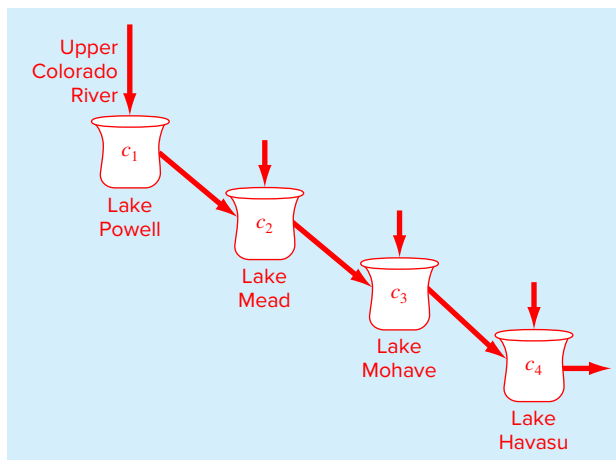 Upper
Colorado
River
c1
Lake
Powell
c2
Lake
Mead
c3
Lake
Mohave
c4
Lake
Havasu